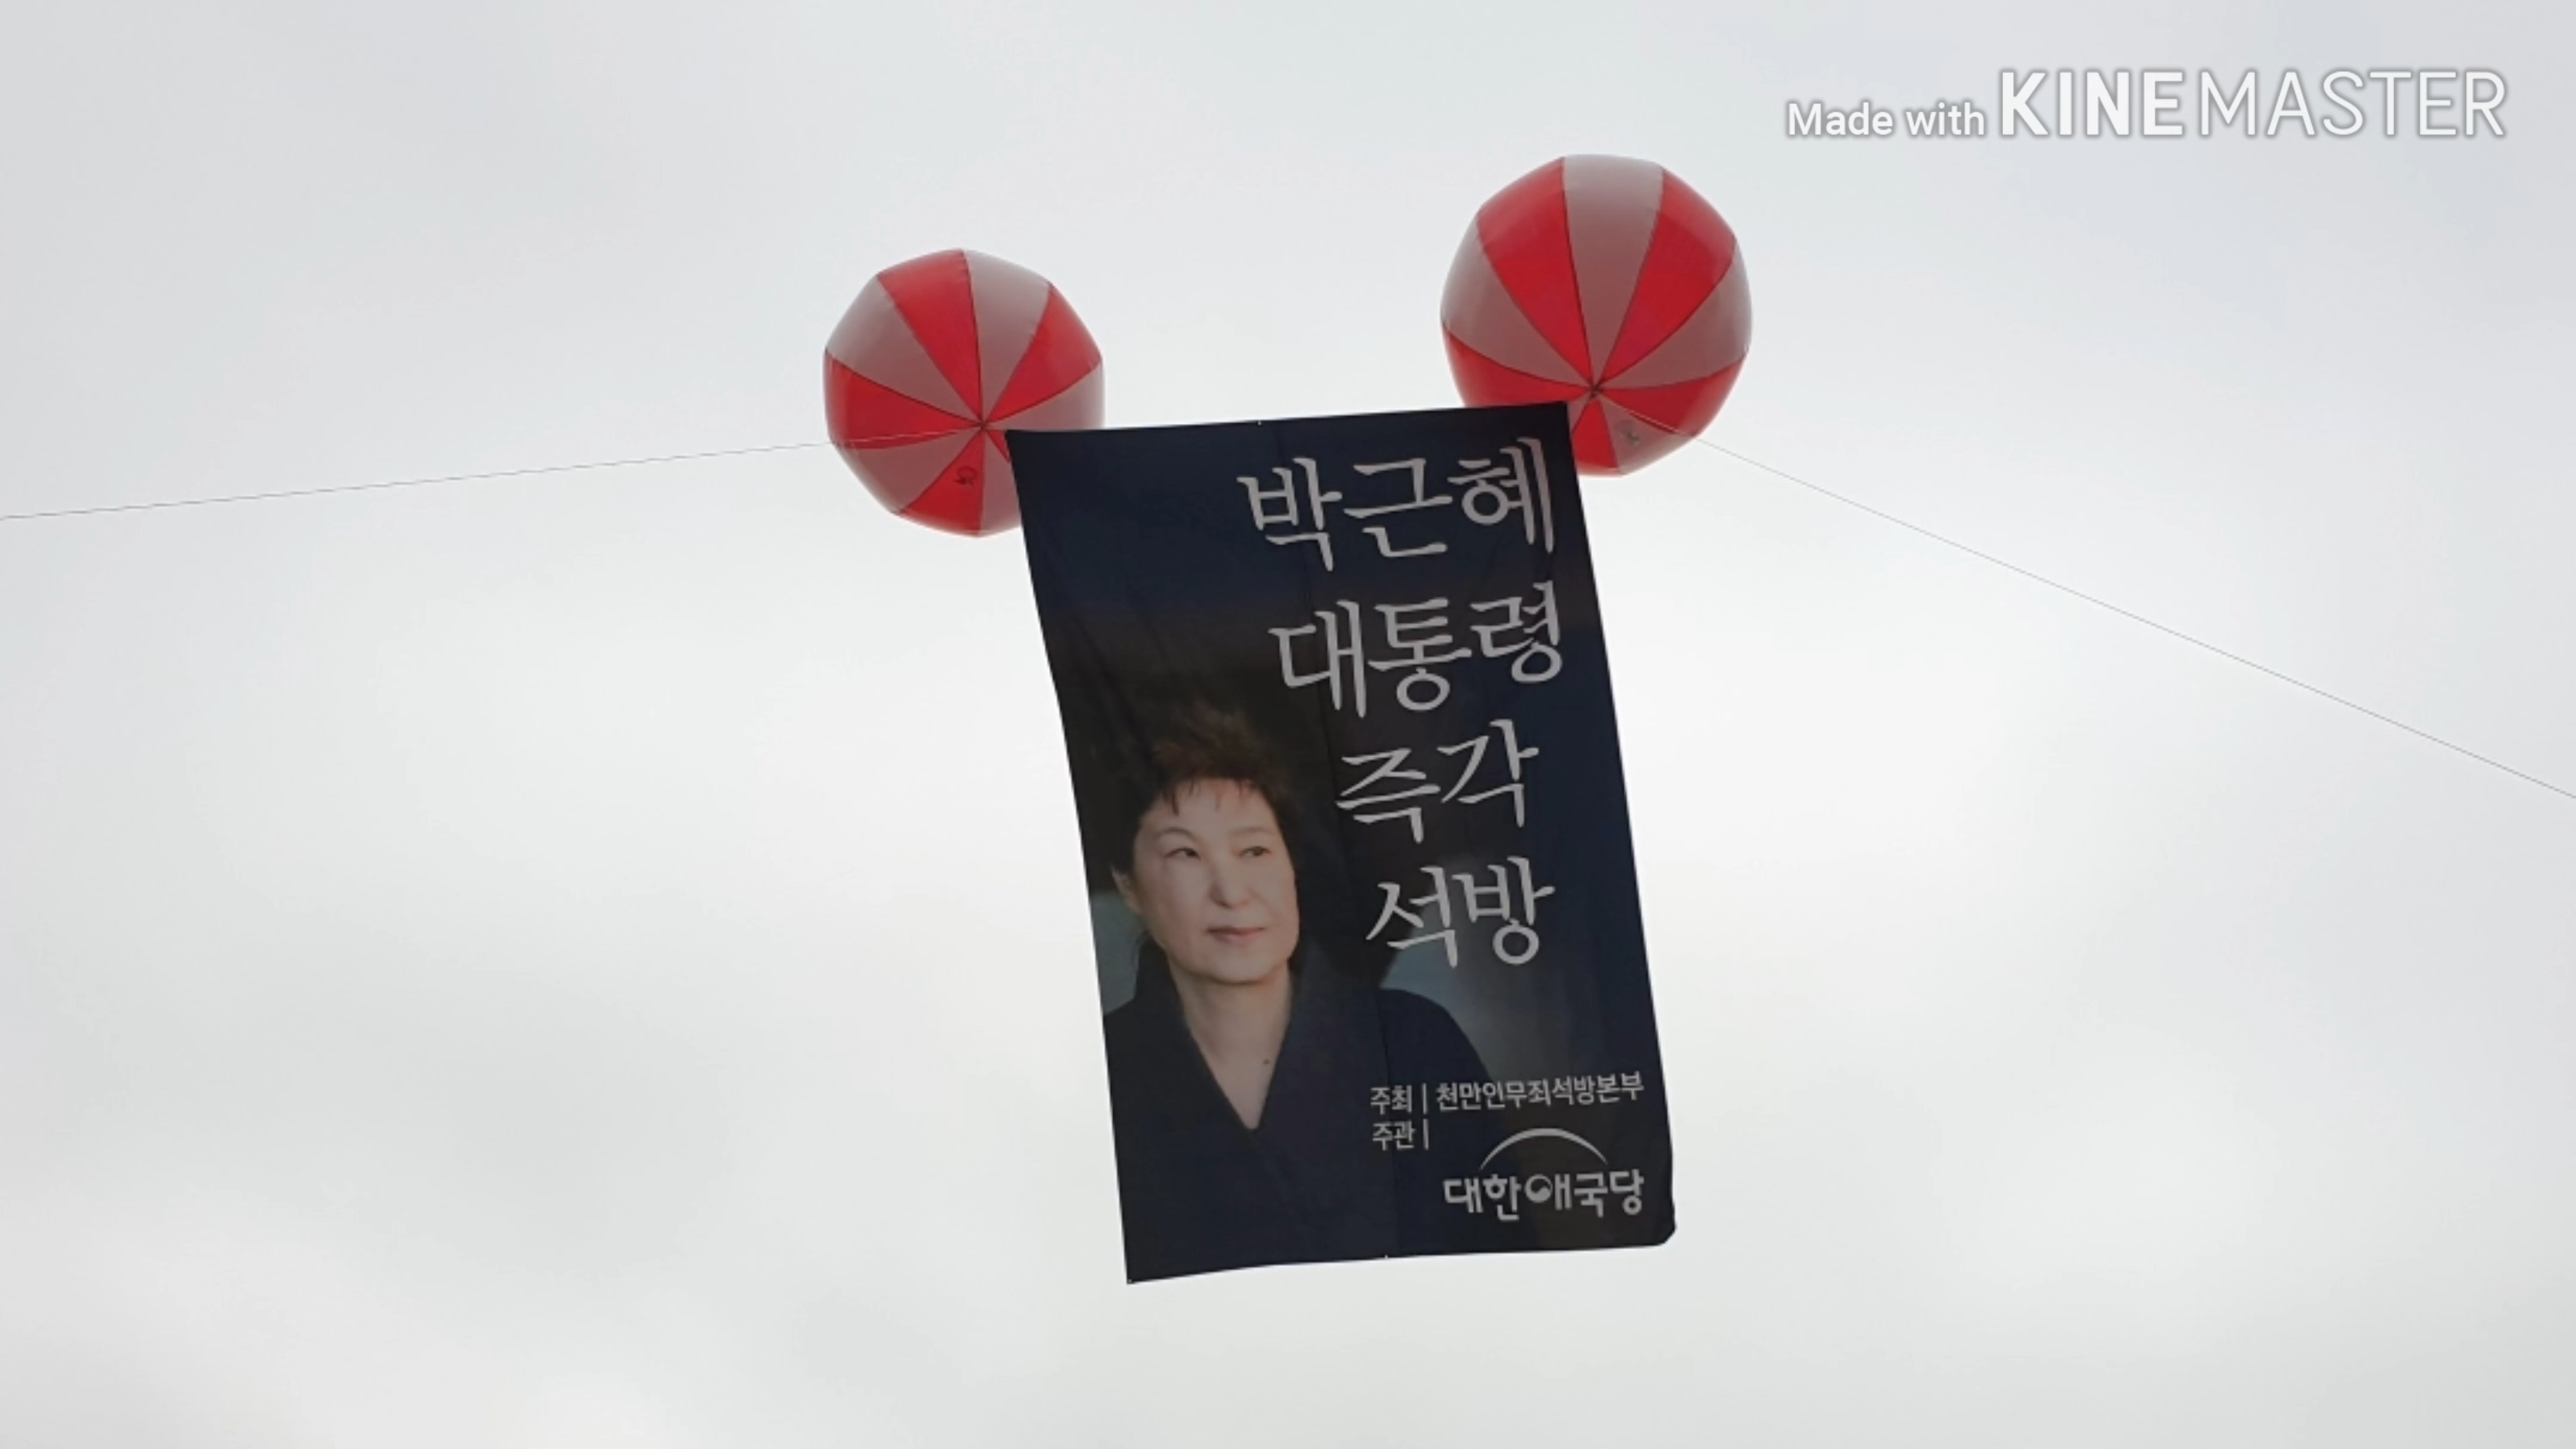 Made with KINEMASTER
박근혜
대통령
즉각
석방
주최 | 천만인무죄석방본부
주관 |
대한애국당